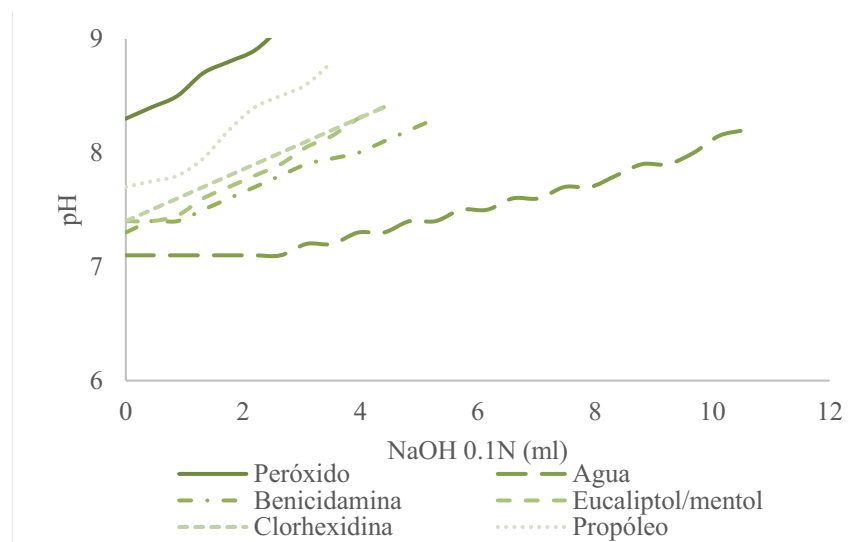 9
8
pH
7
6
0 2 4 6 8 10 12
NaOH 0.1N (ml)
Peróxido Agua
Benicidamina Eucaliptol/mentol
Clorhexidina Propóleo